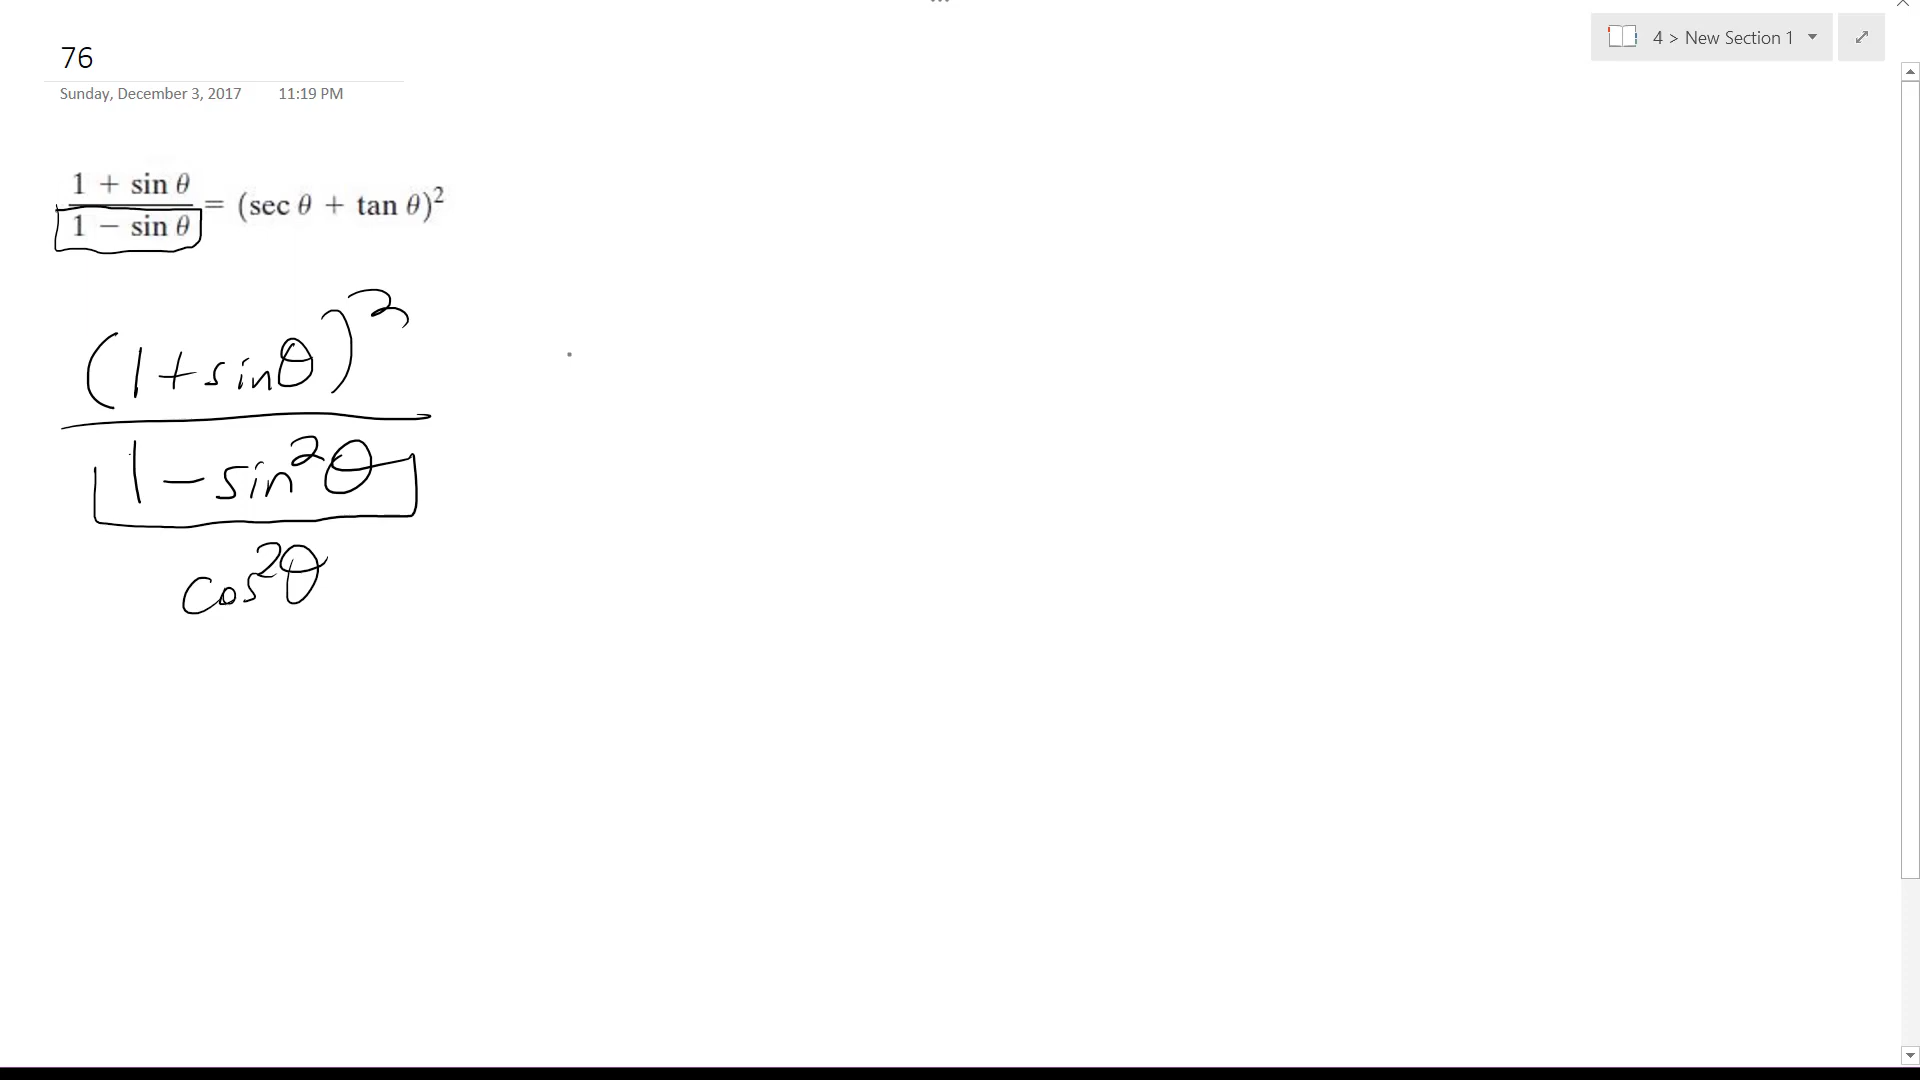 4 > New Section 1
76
Sunday, December 3, 2017 11:19 PM
1 + sin θ
= (sec θ + tan θ)²
1 − sin θ
(1+sinθ)²
1−sin²θ
cos²θ